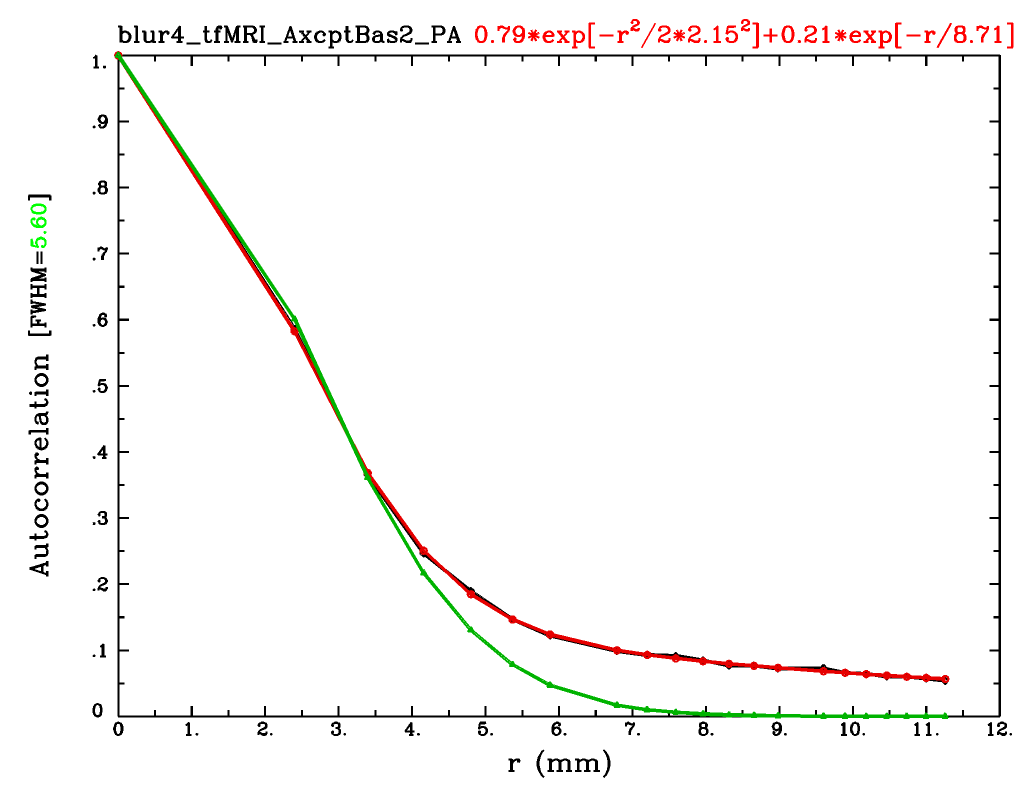 blur4_tfMRI_AxcptBas2_PA 0.79*exp[-r²/2*2.15²]+0.21*exp[-r/8.71]
1.
.9
.8
.7
.6
.5
.4
.3
.2
.1
0
Autocorrelation [FWHM=5.60]
0 1. 2. 3. 4. 5. 6. 7. 8. 9. 10. 11. 12.
r (mm)